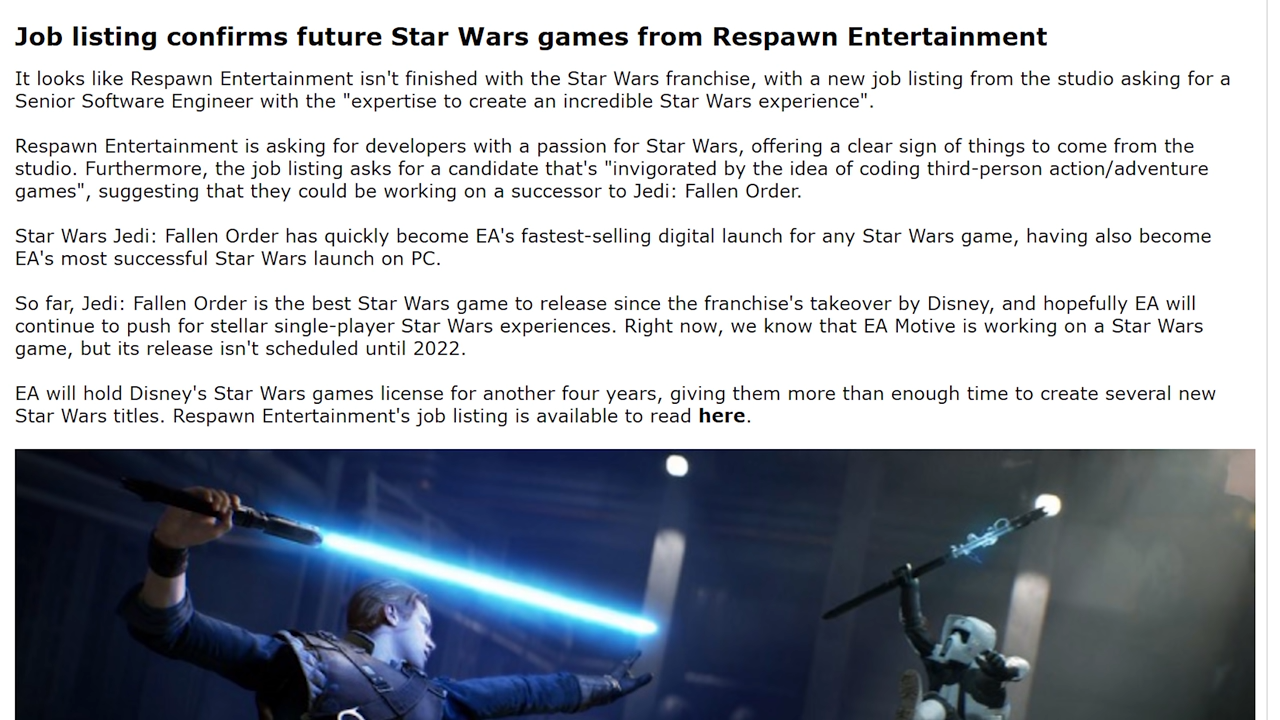 Job listing confirms future Star Wars games from Respawn Entertainment
It looks like Respawn Entertainment isn't finished with the Star Wars franchise, with a new job listing from the studio asking for a
Senior Software Engineer with the "expertise to create an incredible Star Wars experience".
Respawn Entertainment is asking for developers with a passion for Star Wars, offering a clear sign of things to come from the
studio. Furthermore, the job listing asks for a candidate that's "invigorated by the idea of coding third-person action/adventure
games", suggesting that they could be working on a successor to Jedi: Fallen Order.
Star Wars Jedi: Fallen Order has quickly become EA's fastest-selling digital launch for any Star Wars game, having also become
EA's most successful Star Wars launch on PC.
So far, Jedi: Fallen Order is the best Star Wars game to release since the franchise's takeover by Disney, and hopefully EA will
continue to push for stellar single-player Star Wars experiences. Right now, we know that EA Motive is working on a Star Wars
game, but its release isn't scheduled until 2022.
EA will hold Disney's Star Wars games license for another four years, giving them more than enough time to create several new
Star Wars titles. Respawn Entertainment's job listing is available to read here.